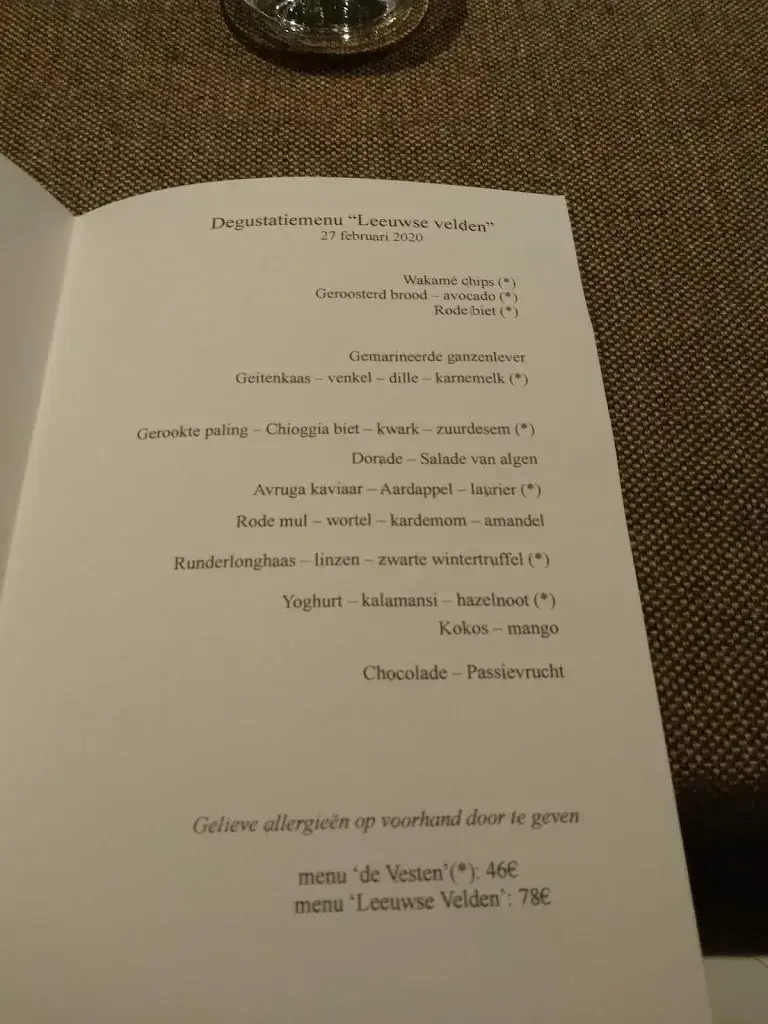 Degustatiemenu “Leeuwse velden”
27 februari 2020
Wakamé chips (*)
Geroosterd brood – avocado (*)
Rode biet (*)
Gemarineerde ganzenlever
Geitenkaas – venkel – dille – karnemelk (*)
Gerookte paling – Chioggia biet – kwark – zuurdesem (*)
Dorade – Salade van algen
Avruga kaviaar – Aardappel – laurier (*)
Rode mul – wortel – kardemom – amandel
Runderlonghaas – linzen – zwarte wintertruffel (*)
Yoghurt – kalamansi – hazelnoot (*)
Kokos – mango
Chocolade – Passievrucht
Gelieve allergieën op voorhand door te geven
menu ‘de Vesten’(*): 46€
menu ‘Leeuwse Velden’: 78€